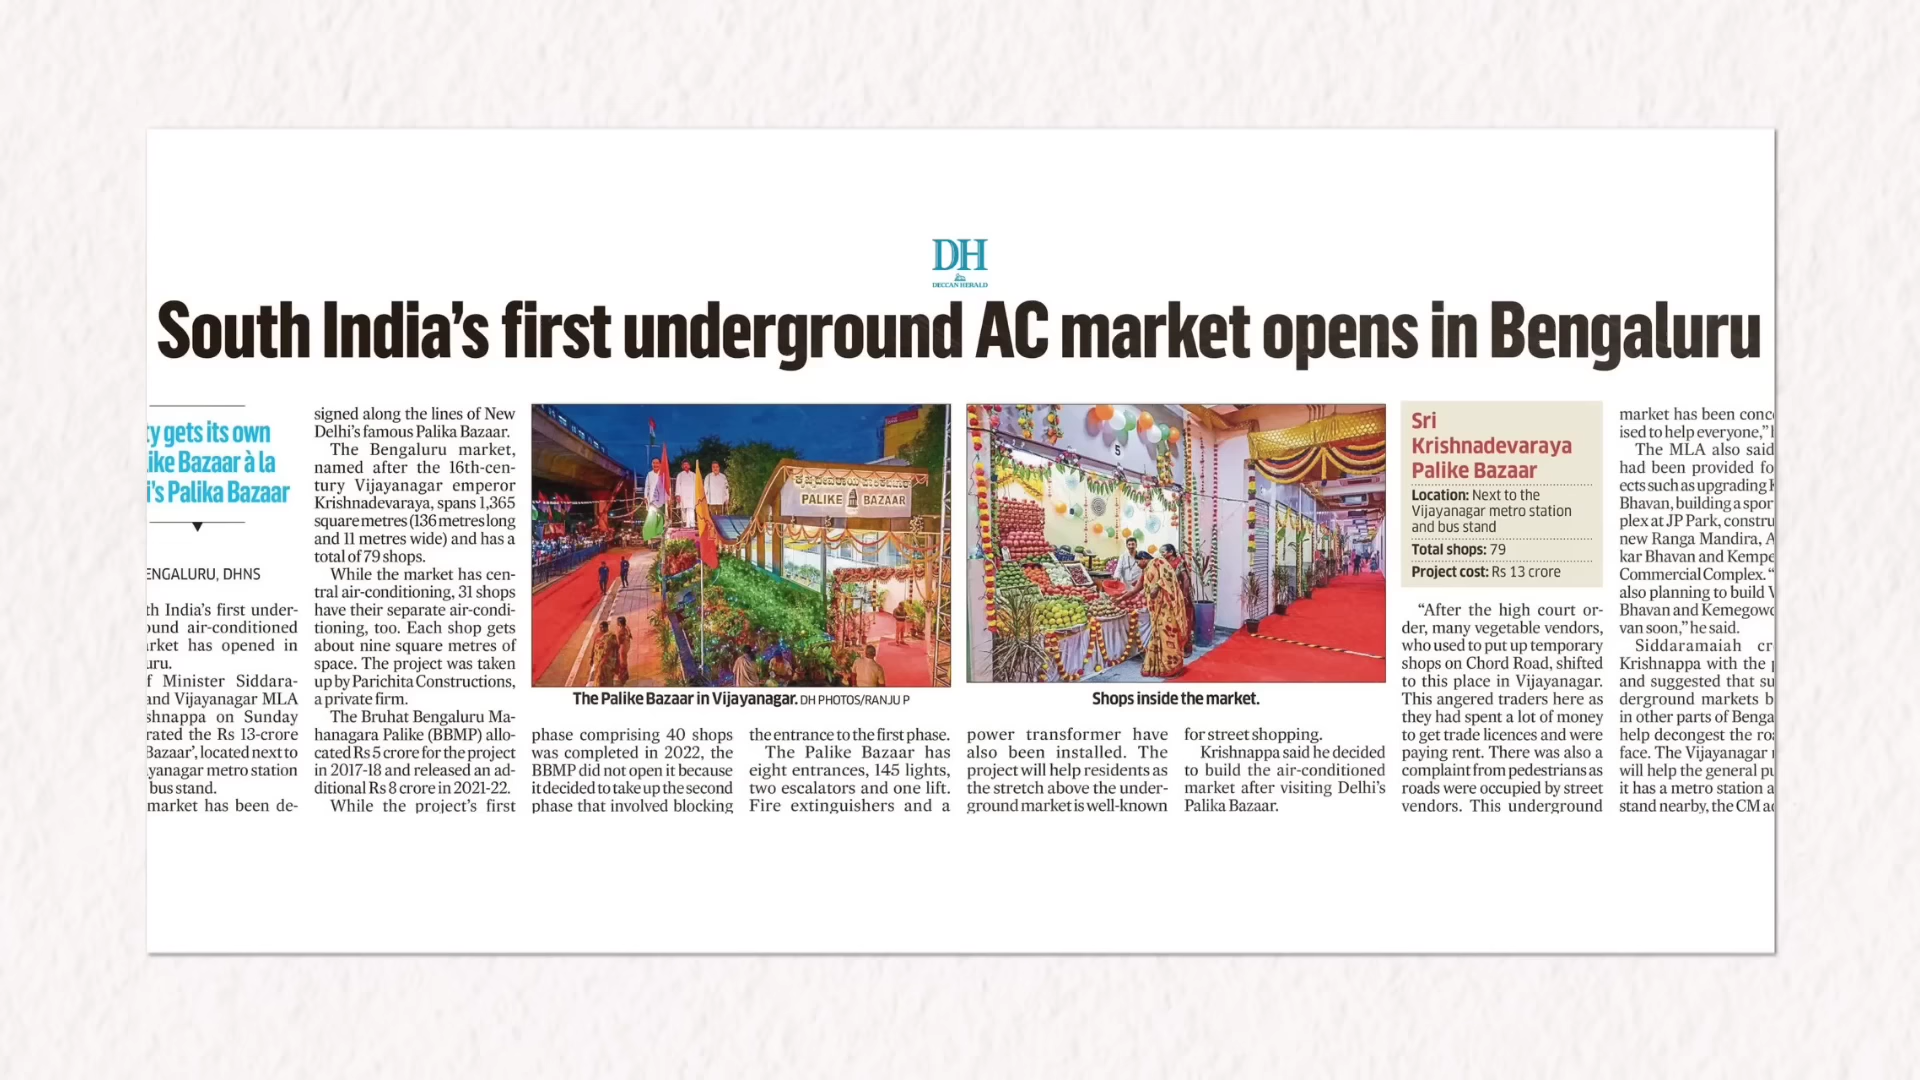 DH
DECCAN HERALD
South India's first underground AC market opens in Bengaluru
ty gets its own
like Bazaar à la
i's Palika Bazaar
ENGALURU, DHNS
th India's first under-
ound air-conditioned
arket has opened in
uru.
f Minister Siddara-
and Vijayanagar MLA
shnappa on Sunday
rated the Rs 13-crore
Bazaar', located next to
yanagar metro station
bus stand.
market has been de-
signed along the lines of New
Delhi's famous Palika Bazaar.
The Bengaluru market,
named after the 16th-cen-
tury Vijayanagar emperor
Krishnadevaraya, spans 1,365
square metres (136 metres long
and 11 metres wide) and has a
total of 79 shops.
While the market has cen-
tral air-conditioning, 31 shops
have their separate air-condi-
tioning, too. Each shop gets
about nine square metres of
space. The project was taken
up by Parichita Constructions,
a private firm.
The Bruhat Bengaluru Ma-
hanagara Palike (BBMP) allo-
cated Rs 5 crore for the project
in 2017-18 and released an ad-
ditional Rs 8 crore in 2021-22.
While the project's first
PALIKE BAZAAR
The Palike Bazaar in Vijayanagar. DH PHOTOS/RANJU P
phase comprising 40 shops
was completed in 2022, the
BBMP did not open it because
it decided to take up the second
phase that involved blocking
the entrance to the first phase.
The Palike Bazaar has
eight entrances, 145 lights,
two escalators and one lift.
Fire extinguishers and a
5
Shops inside the market.
power transformer have
also been installed. The
project will help residents as
the stretch above the under-
ground market is well-known
for street shopping.
Krishnappa said he decided
to build the air-conditioned
market after visiting Delhi's
Palika Bazaar.
Sri
Krishnadevaraya
Palike Bazaar
Location: Next to the
Vijayanagar metro station
and bus stand
Total shops: 79
Project cost: Rs 13 crore
"After the high court or-
der, many vegetable vendors,
who used to put up temporary
shops on Chord Road, shifted
to this place in Vijayanagar.
This angered traders here as
they had spent a lot of money
to get trade licences and were
paying rent. There was also a
complaint from pedestrians as
roads were occupied by street
vendors. This underground
market has been conc
ised to help everyone,"
The MLA also said
had been provided fo
ects such as upgrading
Bhavan, building a spor
plex at JP Park, constru
new Ranga Mandira, A
kar Bhavan and Kempe
Commercial Complex. "
also planning to build V
Bhavan and Kemegowd
van soon," he said.
Siddaramaiah cr
Krishnappa with the
and suggested that su
derground markets b
in other parts of Benga
help decongest the ro
face. The Vijayanagar
will help the general pu
it has a metro station a
stand nearby, the CM ad